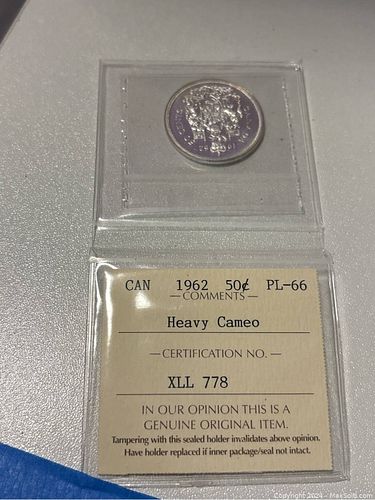 CAN 1962 50¢ PL-66
— COMMENTS —
Heavy Cameo
— CERTIFICATION NO. —
XLL 778
IN OUR OPINION THIS IS A
GENUINE ORIGINAL ITEM.
Tampering with this sealed holder invalidates above opinion.
Have holder replaced if inner package/seal not intact.
Copyright 2024 - MaxSold.com